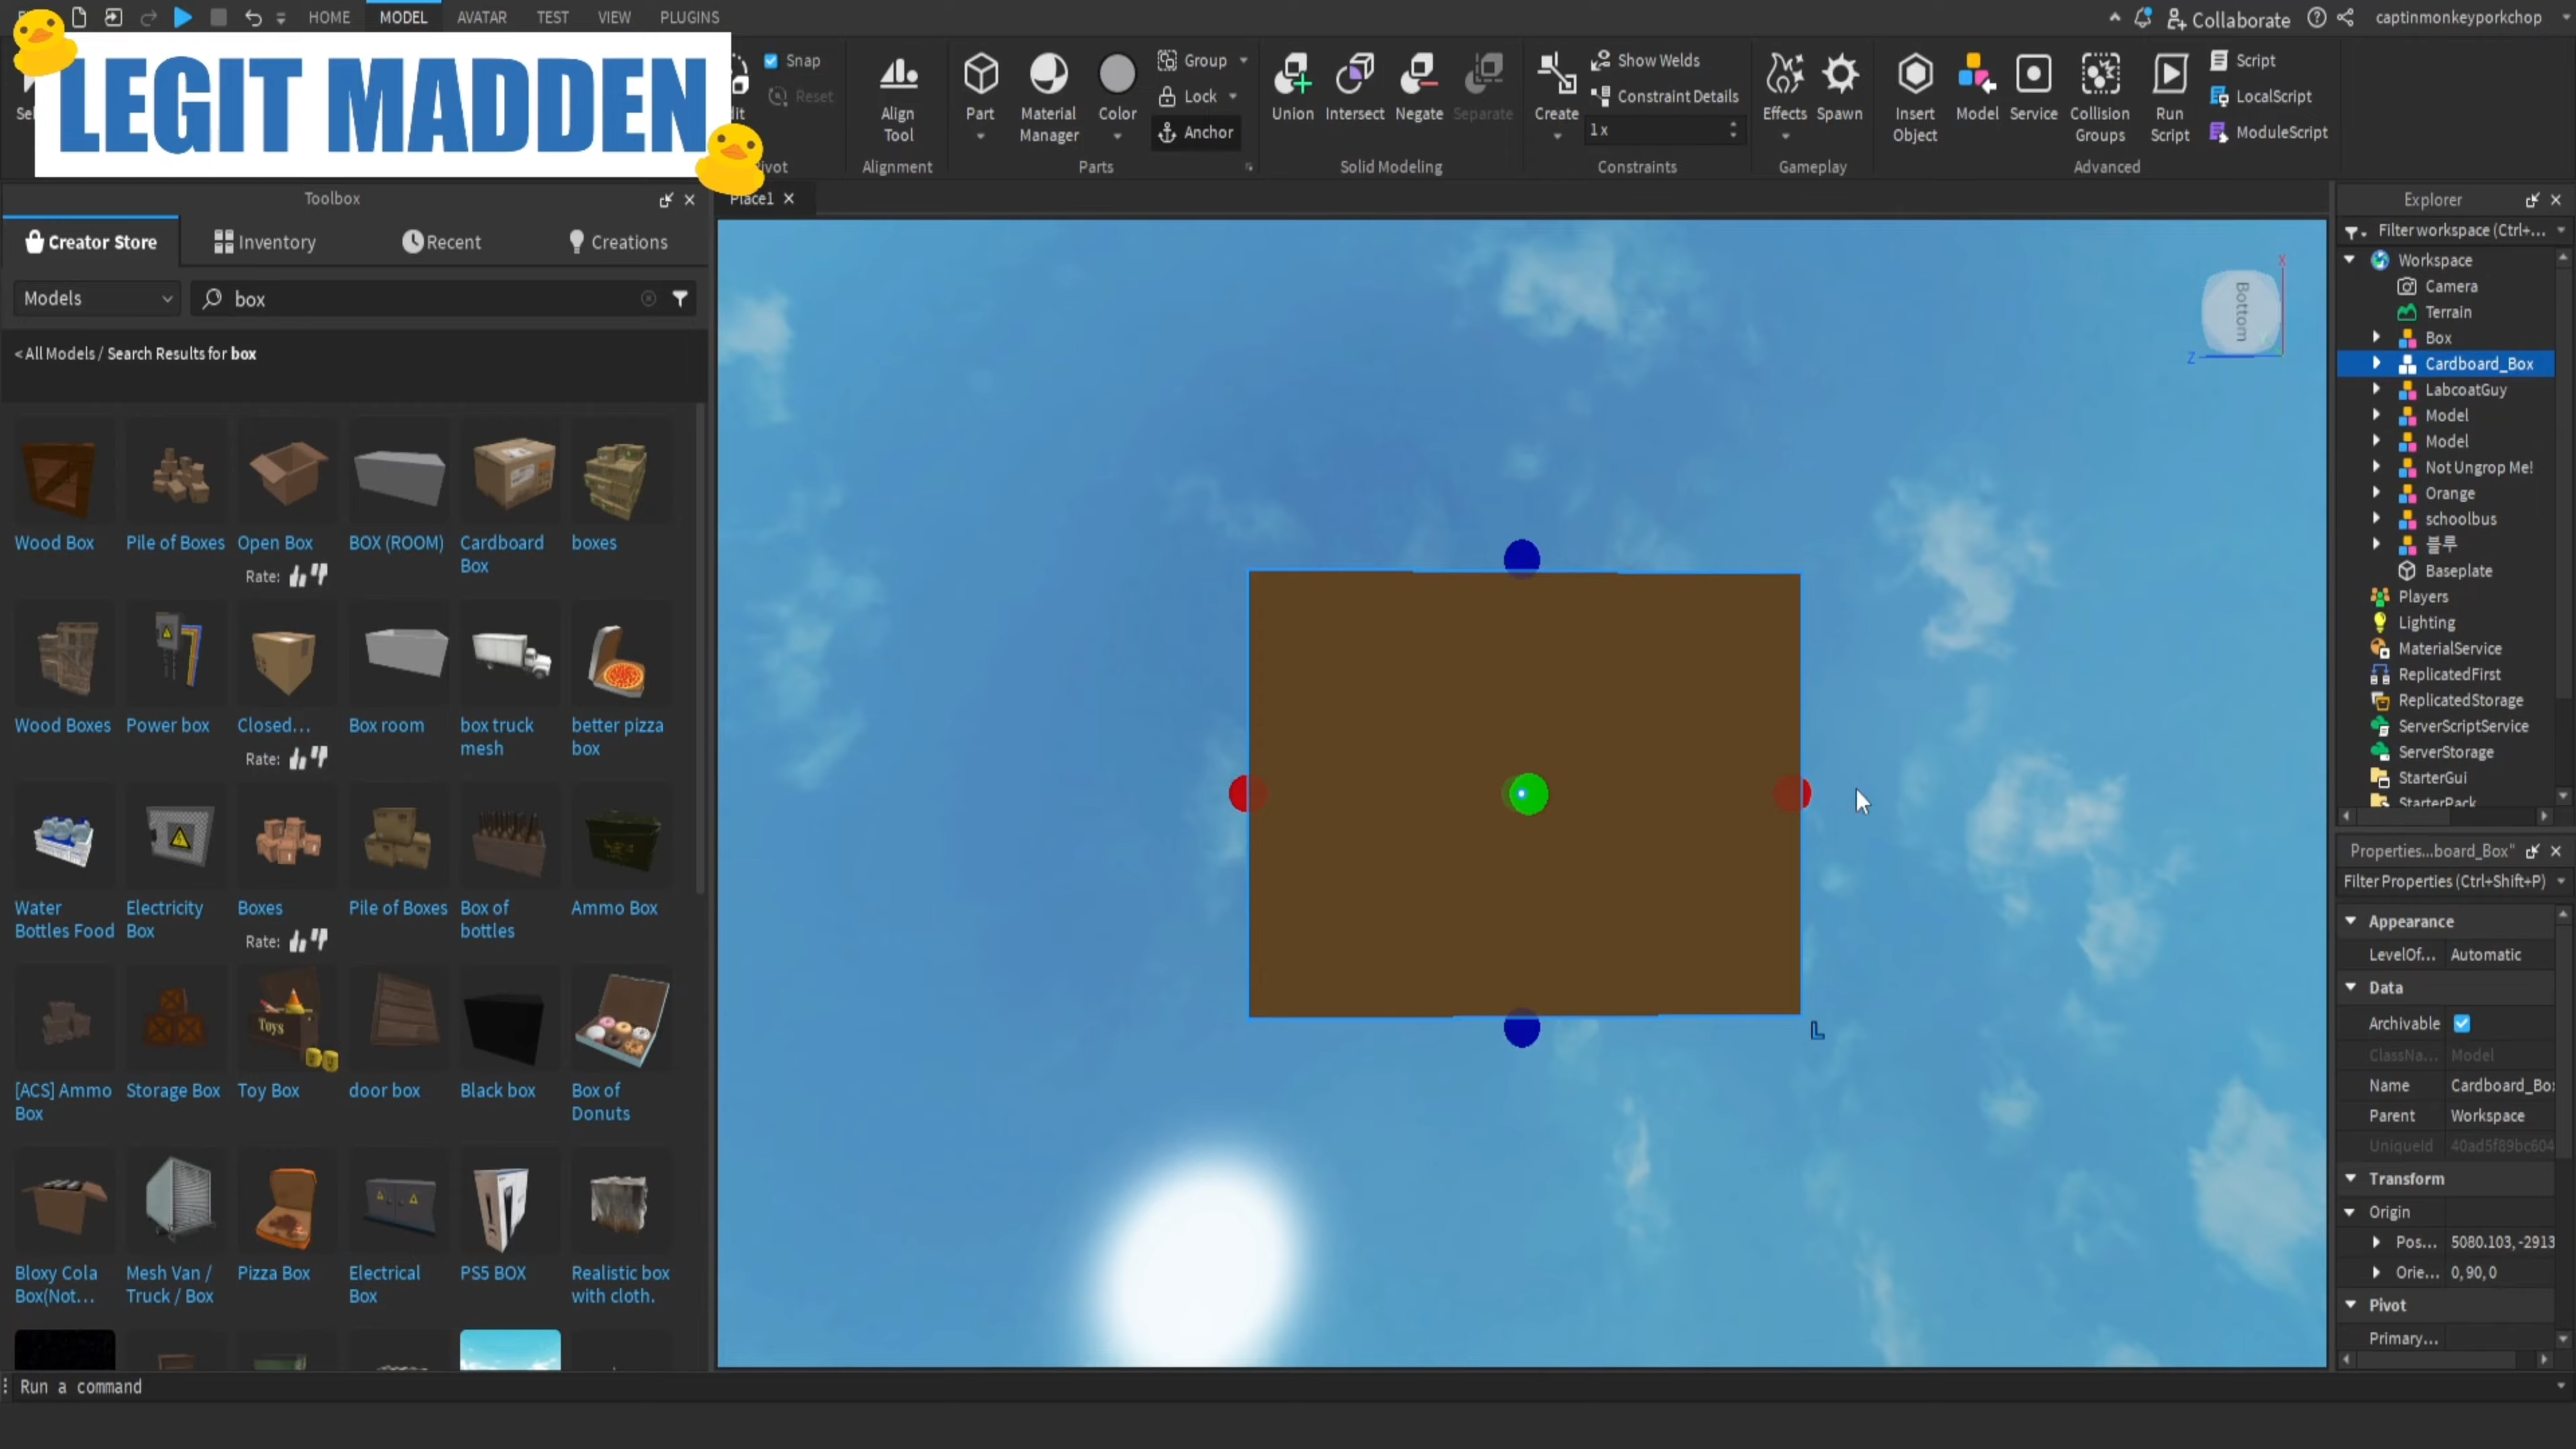 HOME MODEL AVATAR TEST VIEW PLUGINS
Collaborate captinmonkeyporkchop
LEGIT MADDEN
Snap
Reset
Align Tool
Alignment
Part
Material Manager
Color
Group
Lock
Anchor
Parts
Union
Intersect
Negate
Separate
Solid Modeling
Create
Show Welds
Constraint Details
1 x
Constraints
Effects
Spawn
Gameplay
Insert Object
Model
Service
Collision Groups
Run Script
Script
LocalScript
ModuleScript
Advanced
Toolbox
Place1
Creator Store
Inventory
Recent
Creations
Models
box
< All Models / Search Results for box
Wood Box
Pile of Boxes
Open Box
Rate:
BOX (ROOM)
Cardboard Box
boxes
Wood Boxes
Power box
Closed...
Rate:
Box room
box truck mesh
better pizza box
Water Bottles Food
Electricity Box
Boxes
Rate:
Pile of Boxes
Box of bottles
Ammo Box
[ACS] Ammo Box
Storage Box
Toys
Toy Box
door box
Black box
Box of Donuts
Bloxy Cola Box(Not...
Mesh Van / Truck / Box
Pizza Box
Electrical Box
PS5 BOX
Realistic box with cloth.
Run a command
Bottom
X
Z
L
Explorer
Filter workspace (Ctrl+...
Workspace
Camera
Terrain
Box
Cardboard_Box
LabcoatGuy
Model
Model
Not Ungrop Me!
Orange
schoolbus
블루
Baseplate
Players
Lighting
MaterialService
ReplicatedFirst
ReplicatedStorage
ServerScriptService
ServerStorage
StarterGui
StarterPack
Properties...board_Box"
Filter Properties (Ctrl+Shift+P)
Appearance
LevelOf... Automatic
Data
Archivable
ClassNa... Model
Name Cardboard_Bo
Parent Workspace
UniqueId 40ad5f89bc604
Transform
Origin
Pos... 5080.103, -2913
Orie... 0, 90, 0
Pivot
Primary...